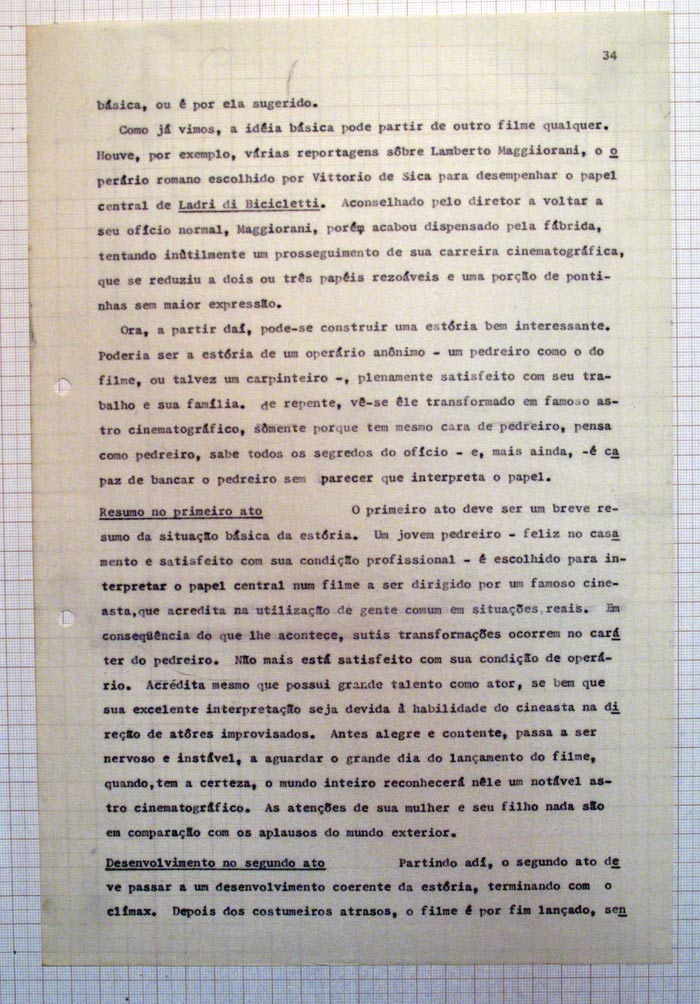 34
básica, ou é por ela sugerido.
Como já vimos, a idéia básica pode partir de outro filme qualquer.
Houve, por exemplo, várias reportagens sôbre Lamberto Maggiiorani, o o
perário romano escolhido por Vittorio de Sica para desempenhar o papel
central de Ladri di Bicicletti. Aconselhado pelo diretor a voltar a
seu ofício normal, Maggiorani, porém acabou dispensado pela fábrida,
tentando inùtilmente um prosseguimento de sua carreira cinematográfica,
que se reduziu a dois ou três papéis rezoáveis e uma porção de ponti-
nhas sem maior expressão.
Ora, a partir daí, pode-se construir uma estória bem interessante.
Poderia ser a estória de um operário anônimo - um pedreiro como o do
filme, ou talvez um carpinteiro -, plenamente satisfeito com seu tra-
balho e sua família. de repente, vê-se êle transformado em famoso as-
tro cinematográfico, sòmente porque tem mesmo cara de pedreiro, pensa
como pedreiro, sabe todos os segredos do ofício - e, mais ainda, -é ca
paz de bancar o pedreiro sem parecer que interpreta o papel.
Resumo no primeiro ato O primeiro ato deve ser um breve re-
sumo da situação básica da estória. Um jovem pedreiro - feliz no casa
mento e satisfeito com sua condição profissional - é escolhido para in-
terpretar o papel central num filme a ser dirigido por um famoso cine-
asta,que acredita na utilização de gente comum em situações reais. Em
conseqüência do que lhe acontece, sutis transformações ocorrem no cará
ter do pedreiro. Não mais está satisfeito com sua condição de operá-
rio. Acredita mesmo que possui grande talento como ator, se bem que
sua excelente interpretação seja devida à habilidade do cineasta na di
reção de atôres improvisados. Antes alegre e contente, passa a ser
nervoso e instável, a aguardar o grande dia do lançamento do filme,
quando,tem a certeza, o mundo inteiro reconhecerá nêle um notável as-
tro cinematográfico. As atenções de sua mulher e seu filho nada são
em comparação com os aplausos do mundo exterior.
Desenvolvimento no segundo ato Partindo adí, o segundo ato de
ve passar a um desenvolvimento coerente da estória, terminando com o
clímax. Depois dos costumeiros atrasos, o filme é por fim lançado, sen